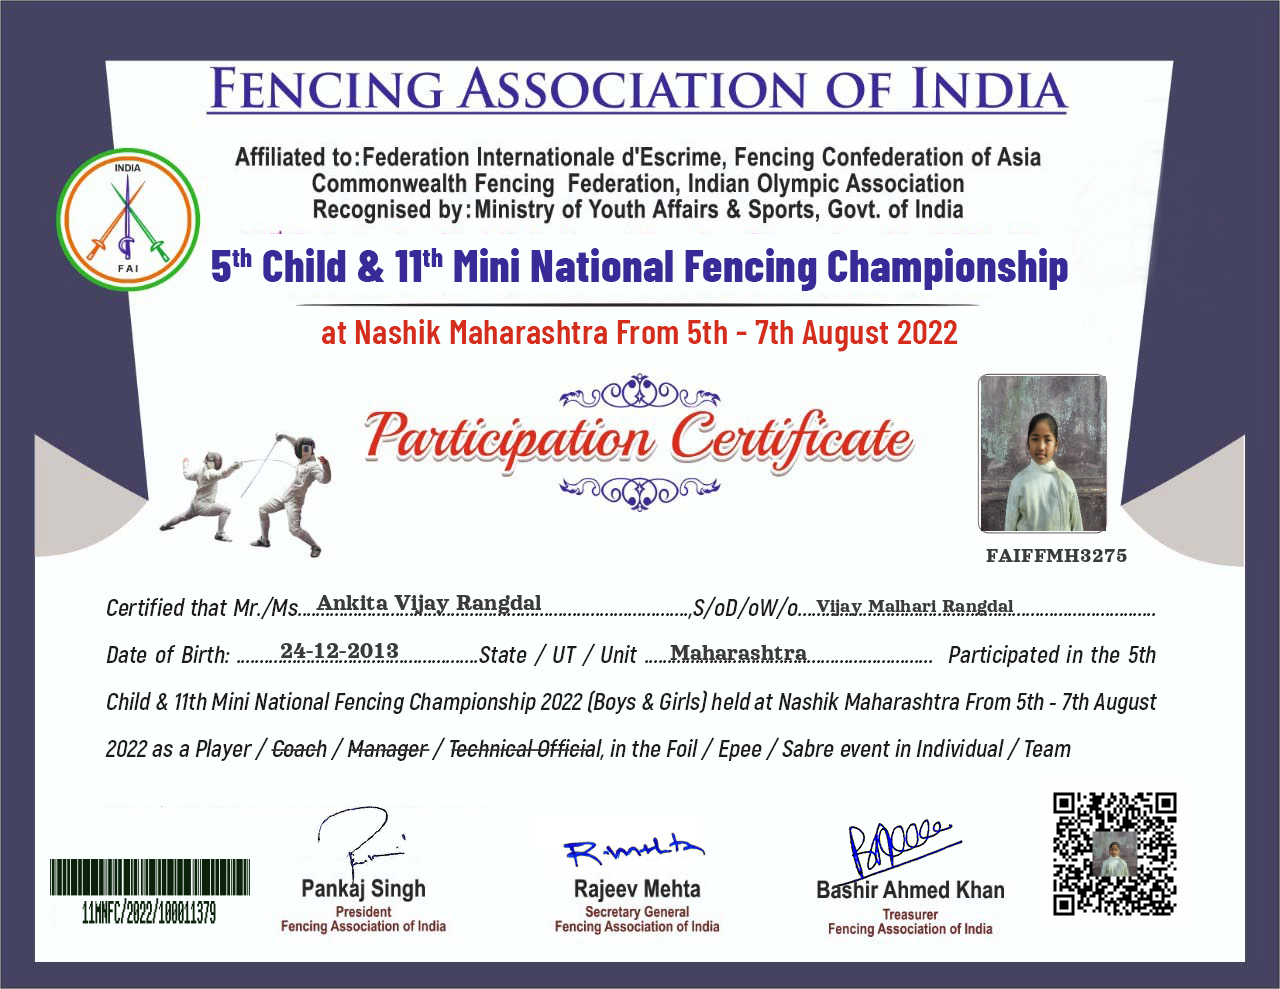 FENCING ASSOCIATION OF INDIA
Affiliated to:Federation Internationale d'Escrime, Fencing Confederation of Asia
Commonwealth Fencing Federation, Indian Olympic Association
Recognised by:Ministry of Youth Affairs & Sports, Govt. of India
INDIA
FAI
5th Child & 11th Mini National Fencing Championship
at Nashik Maharashtra From 5th - 7th August 2022
Participation Certificate
FAIFFMH3275
Certified that Mr./Ms. Ankita Vijay Rangdal ,S/oD/oW/o. Vijay Malhari Rangdal
Date of Birth: 24-12-2013 State / UT / Unit Maharashtra Participated in the 5th
Child & 11th Mini National Fencing Championship 2022 (Boys & Girls) held at Nashik Maharashtra From 5th - 7th August
2022 as a Player / Coach / Manager / Technical Official, in the Foil / Epee / Sabre event in Individual / Team
R.mehta
Pankaj Singh
President
Fencing Association of India
Rajeev Mehta
Secretary General
Fencing Association of India
Bashir Ahmed Khan
Treasurer
Fencing Association of India
11MNFC/2022/100011379